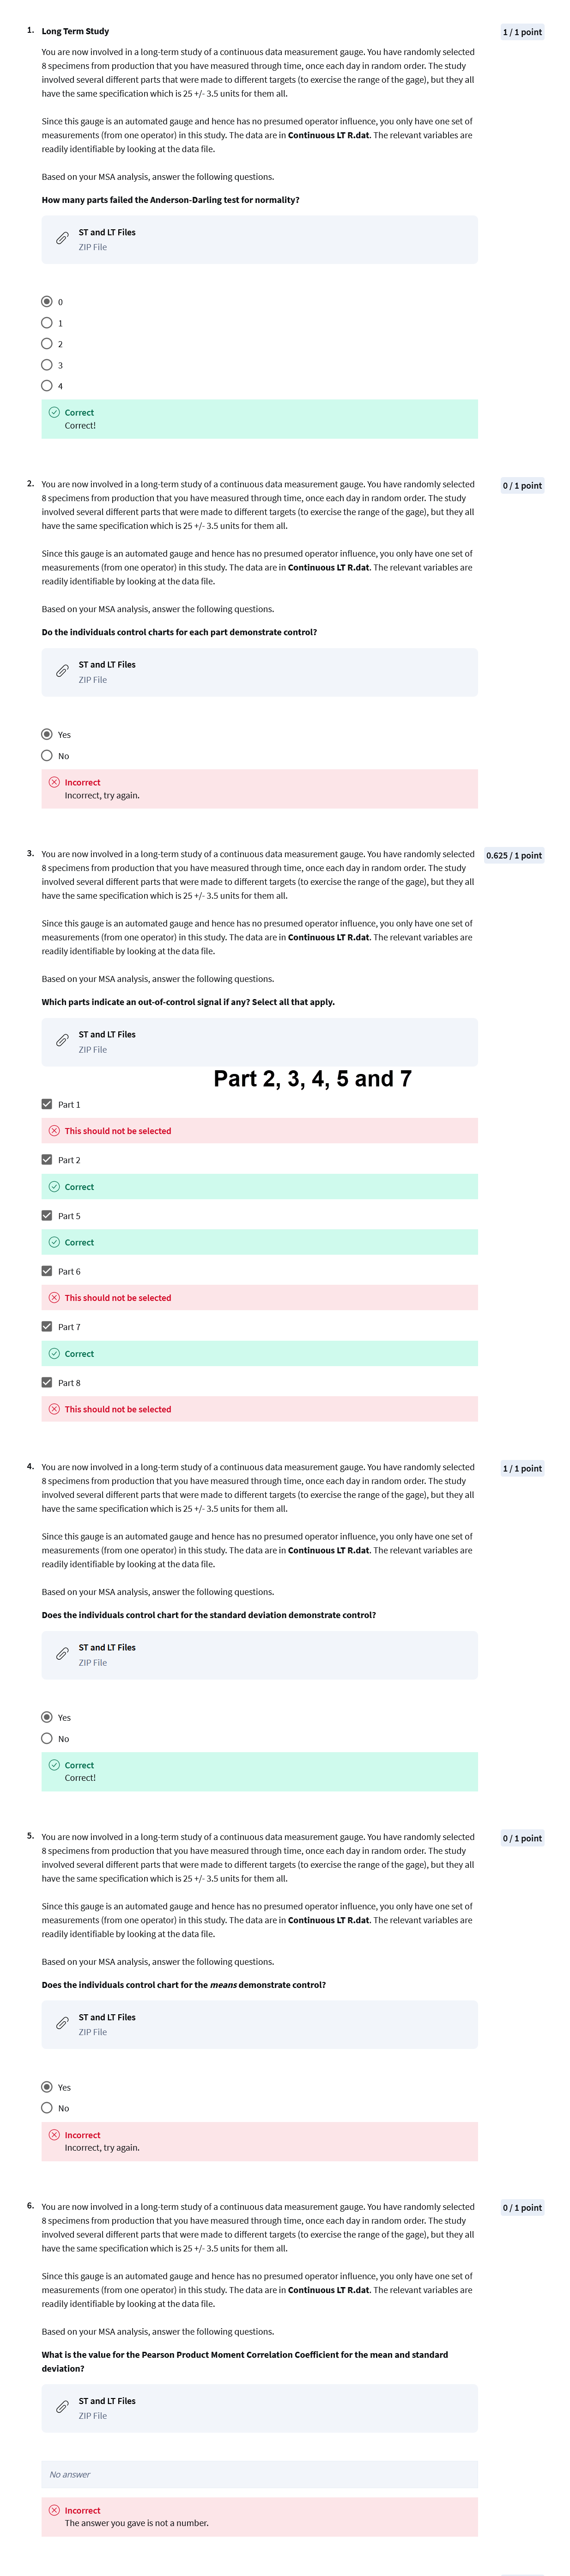 1. Long Term Study
1 / 1 point
You are now involved in a long-term study of a continuous data measurement gauge. You have randomly selected
8 specimens from production that you have measured through time, once each day in random order. The study
involved several different parts that were made to different targets (to exercise the range of the gage), but they all
have the same specification which is 25 +/- 3.5 units for them all.
Since this gauge is an automated gauge and hence has no presumed operator influence, you only have one set of
measurements (from one operator) in this study. The data are in Continuous LT R.dat. The relevant variables are
readily identifiable by looking at the data file.
Based on your MSA analysis, answer the following questions.
How many parts failed the Anderson-Darling test for normality?
ST and LT Files
ZIP File
0
1
2
3
4
Correct
Correct!
2. You are now involved in a long-term study of a continuous data measurement gauge. You have randomly selected
0 / 1 point
8 specimens from production that you have measured through time, once each day in random order. The study
involved several different parts that were made to different targets (to exercise the range of the gage), but they all
have the same specification which is 25 +/- 3.5 units for them all.
Since this gauge is an automated gauge and hence has no presumed operator influence, you only have one set of
measurements (from one operator) in this study. The data are in Continuous LT R.dat. The relevant variables are
readily identifiable by looking at the data file.
Based on your MSA analysis, answer the following questions.
Do the individuals control charts for each part demonstrate control?
ST and LT Files
ZIP File
Yes
No
Incorrect
Incorrect, try again.
3. You are now involved in a long-term study of a continuous data measurement gauge. You have randomly selected
0.625 / 1 point
8 specimens from production that you have measured through time, once each day in random order. The study
involved several different parts that were made to different targets (to exercise the range of the gage), but they all
have the same specification which is 25 +/- 3.5 units for them all.
Since this gauge is an automated gauge and hence has no presumed operator influence, you only have one set of
measurements (from one operator) in this study. The data are in Continuous LT R.dat. The relevant variables are
readily identifiable by looking at the data file.
Based on your MSA analysis, answer the following questions.
Which parts indicate an out-of-control signal if any? Select all that apply.
ST and LT Files
ZIP File
Part 2, 3, 4, 5 and 7
Part 1
This should not be selected
Part 2
Correct
Part 5
Correct
Part 6
This should not be selected
Part 7
Correct
Part 8
This should not be selected
4. You are now involved in a long-term study of a continuous data measurement gauge. You have randomly selected
1 / 1 point
8 specimens from production that you have measured through time, once each day in random order. The study
involved several different parts that were made to different targets (to exercise the range of the gage), but they all
have the same specification which is 25 +/- 3.5 units for them all.
Since this gauge is an automated gauge and hence has no presumed operator influence, you only have one set of
measurements (from one operator) in this study. The data are in Continuous LT R.dat. The relevant variables are
readily identifiable by looking at the data file.
Based on your MSA analysis, answer the following questions.
Does the individuals control chart for the standard deviation demonstrate control?
ST and LT Files
ZIP File
Yes
No
Correct
Correct!
5. You are now involved in a long-term study of a continuous data measurement gauge. You have randomly selected
0 / 1 point
8 specimens from production that you have measured through time, once each day in random order. The study
involved several different parts that were made to different targets (to exercise the range of the gage), but they all
have the same specification which is 25 +/- 3.5 units for them all.
Since this gauge is an automated gauge and hence has no presumed operator influence, you only have one set of
measurements (from one operator) in this study. The data are in Continuous LT R.dat. The relevant variables are
readily identifiable by looking at the data file.
Based on your MSA analysis, answer the following questions.
Does the individuals control chart for the means demonstrate control?
ST and LT Files
ZIP File
Yes
No
Incorrect
Incorrect, try again.
6. You are now involved in a long-term study of a continuous data measurement gauge. You have randomly selected
0 / 1 point
8 specimens from production that you have measured through time, once each day in random order. The study
involved several different parts that were made to different targets (to exercise the range of the gage), but they all
have the same specification which is 25 +/- 3.5 units for them all.
Since this gauge is an automated gauge and hence has no presumed operator influence, you only have one set of
measurements (from one operator) in this study. The data are in Continuous LT R.dat. The relevant variables are
readily identifiable by looking at the data file.
Based on your MSA analysis, answer the following questions.
What is the value for the Pearson Product Moment Correlation Coefficient for the mean and standard
deviation?
ST and LT Files
ZIP File
No answer
Incorrect
The answer you gave is not a number.